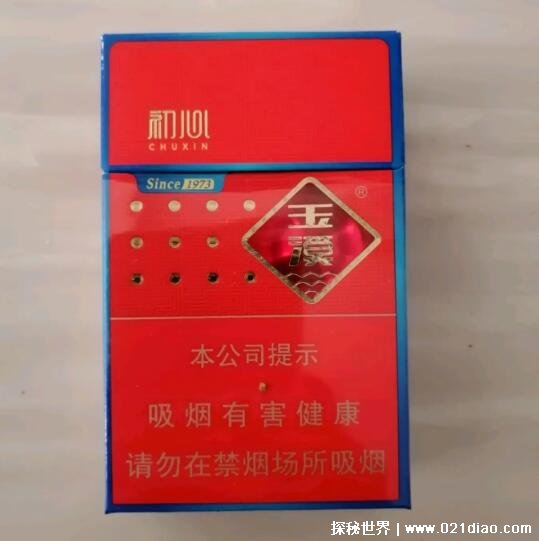 初心
CHUXIN
Since 1973
玉溪
®
本公司提示
吸烟有害健康
请勿在禁烟场所吸烟
探秘世界 | www.021diao.com